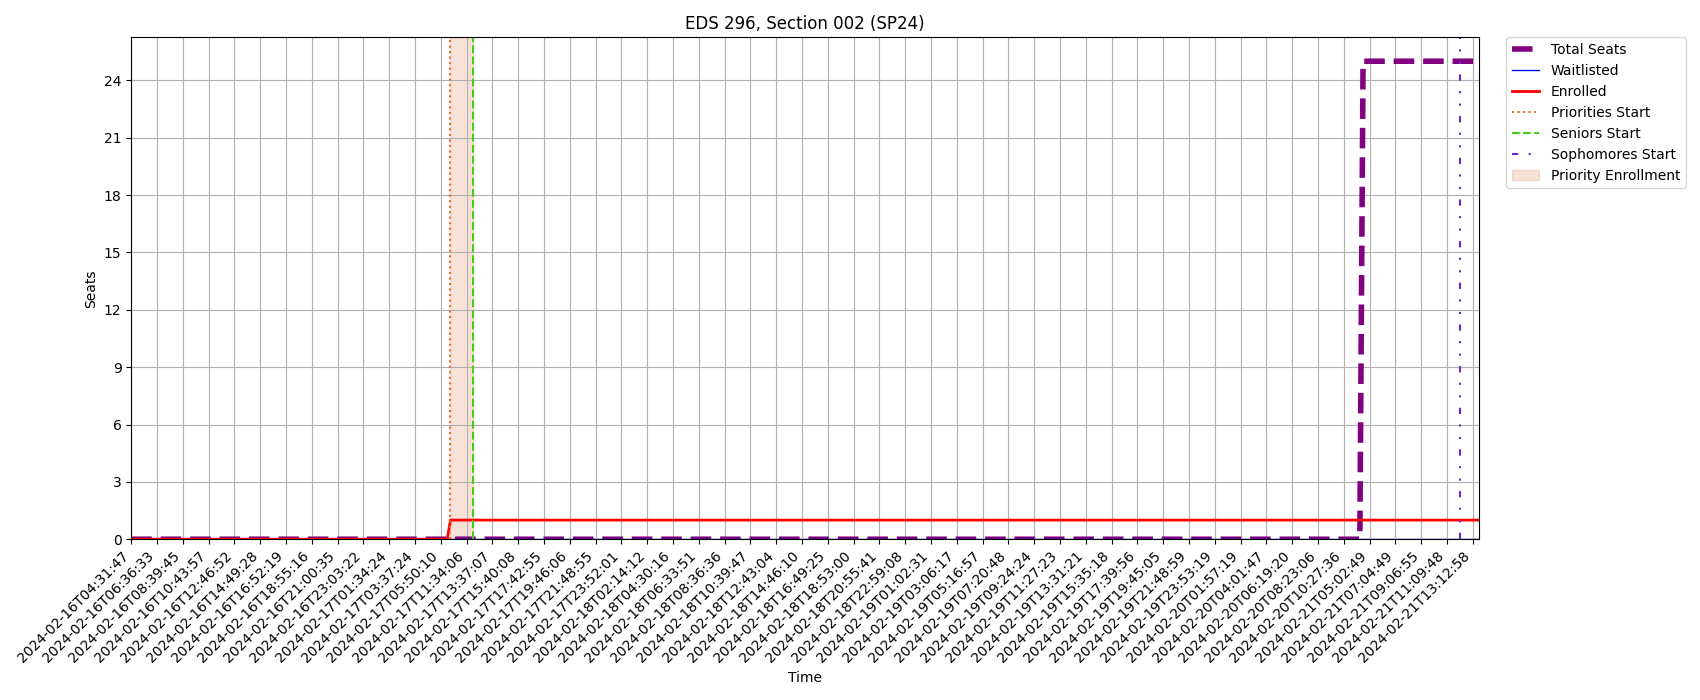 EDS 296, Section 002 (SP24)
Total Seats
Waitlisted
Enrolled
Priorities Start
Seniors Start
Sophomores Start
Priority Enrollment
Seats
24
21
18
15
12
9
6
3
0
2024-02-16T04:31:47
2024-02-16T06:36:33
2024-02-16T08:39:45
2024-02-16T10:43:57
2024-02-16T12:46:52
2024-02-16T14:49:28
2024-02-16T16:52:19
2024-02-16T18:55:16
2024-02-16T21:00:35
2024-02-16T23:03:22
2024-02-17T01:34:24
2024-02-17T03:37:24
2024-02-17T05:50:10
2024-02-17T11:34:06
2024-02-17T13:37:07
2024-02-17T15:40:08
2024-02-17T17:42:55
2024-02-17T19:46:06
2024-02-17T21:48:55
2024-02-17T23:52:01
2024-02-18T02:14:12
2024-02-18T04:30:16
2024-02-18T06:33:51
2024-02-18T08:36:36
2024-02-18T10:39:47
2024-02-18T12:43:04
2024-02-18T14:46:10
2024-02-18T16:49:25
2024-02-18T18:53:00
2024-02-18T20:55:41
2024-02-18T22:59:08
2024-02-19T01:02:31
2024-02-19T03:06:17
2024-02-19T05:16:57
2024-02-19T07:20:48
2024-02-19T09:24:24
2024-02-19T11:27:23
2024-02-19T13:31:21
2024-02-19T15:35:18
2024-02-19T17:39:56
2024-02-19T19:45:05
2024-02-19T21:48:59
2024-02-19T23:53:19
2024-02-20T01:57:19
2024-02-20T04:01:47
2024-02-20T06:19:20
2024-02-20T08:23:06
2024-02-20T10:27:36
2024-02-21T05:02:49
2024-02-21T07:04:49
2024-02-21T09:06:55
2024-02-21T11:09:48
2024-02-21T13:12:58
Time